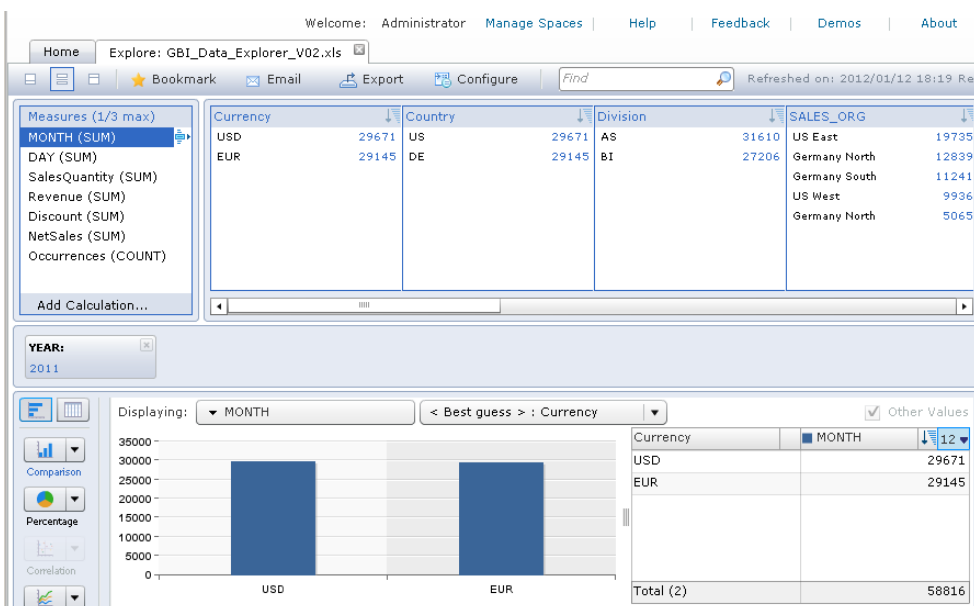 Welcome: Administrator Manage Spaces | Help | Feedback | Demos | About
Home Explore: GBI_Data_Explorer_V02.xls
Bookmark Email Export Configure Find Refreshed on: 2012/01/12 18:19 Re
Measures (1/3 max) Currency Country Division SALES_ORG
MONTH (SUM) USD 29671 US 29671 AS 31610 US East 19735
DAY (SUM) EUR 29145 DE 29145 BI 27206 Germany North 12839
SalesQuantity (SUM) Germany South 11241
Revenue (SUM) US West 9936
Discount (SUM) Germany North 5065
NetSales (SUM)
Occurrences (COUNT)
Add Calculation...
YEAR:
2011
Displaying: MONTH < Best guess > : Currency Other Values
Comparison
Percentage
Correlation
35000
30000
25000
20000
15000
10000
5000
0
USD EUR
Currency MONTH 12
USD 29671
EUR 29145
Total (2) 58816